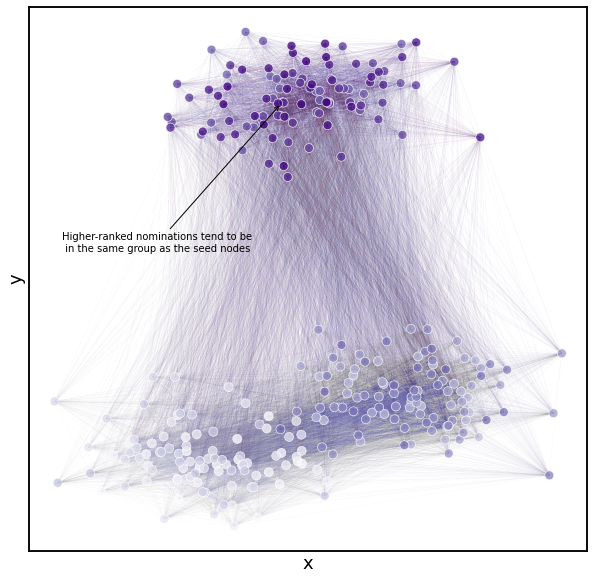 Higher-ranked nominations tend to be
in the same group as the seed nodes
y
x